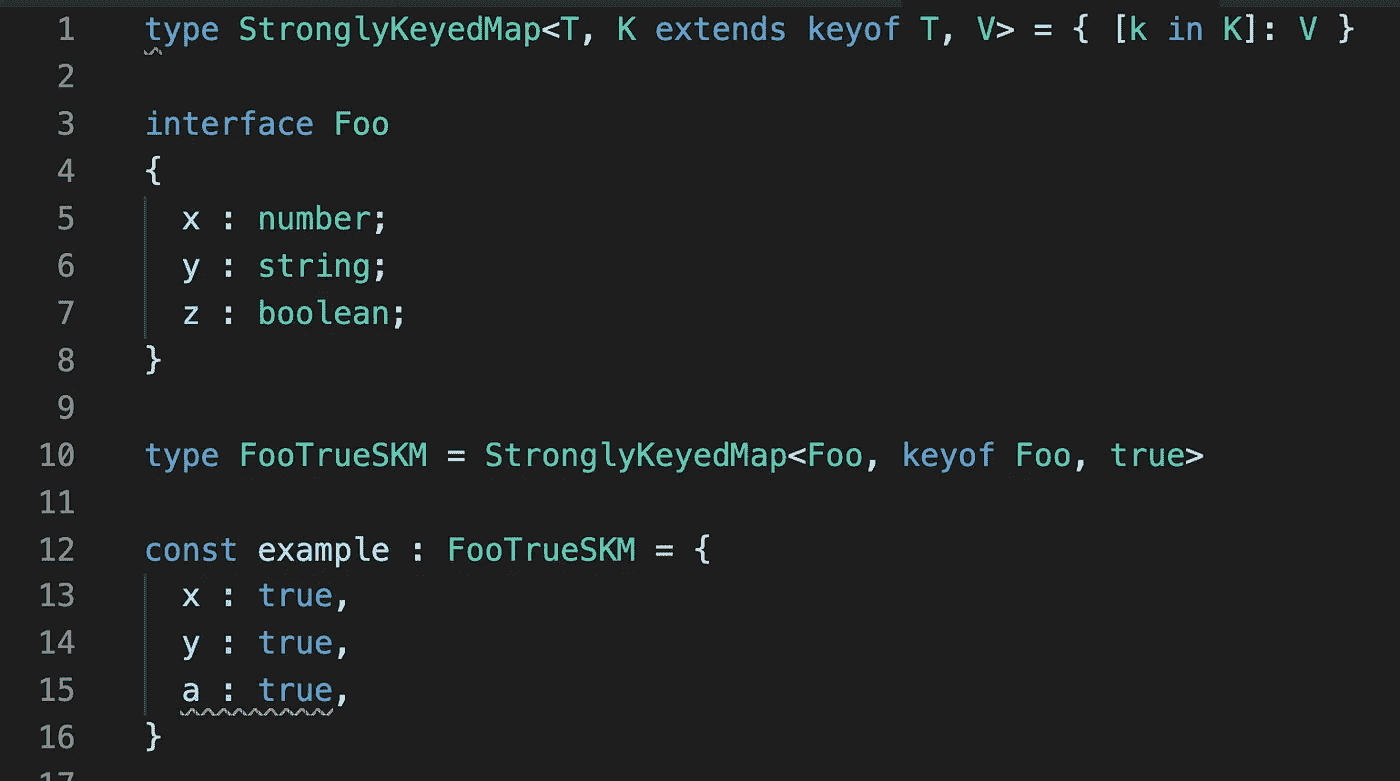 1 type StronglyKeyedMap<T, K extends keyof T, V> = { [k in K]: V }
2
3 interface Foo
4 {
5 x : number;
6 y : string;
7 z : boolean;
8 }
9
10 type FooTrueSKM = StronglyKeyedMap<Foo, keyof Foo, true>
11
12 const example : FooTrueSKM = {
13 x : true,
14 y : true,
15 a : true,
16 }
17